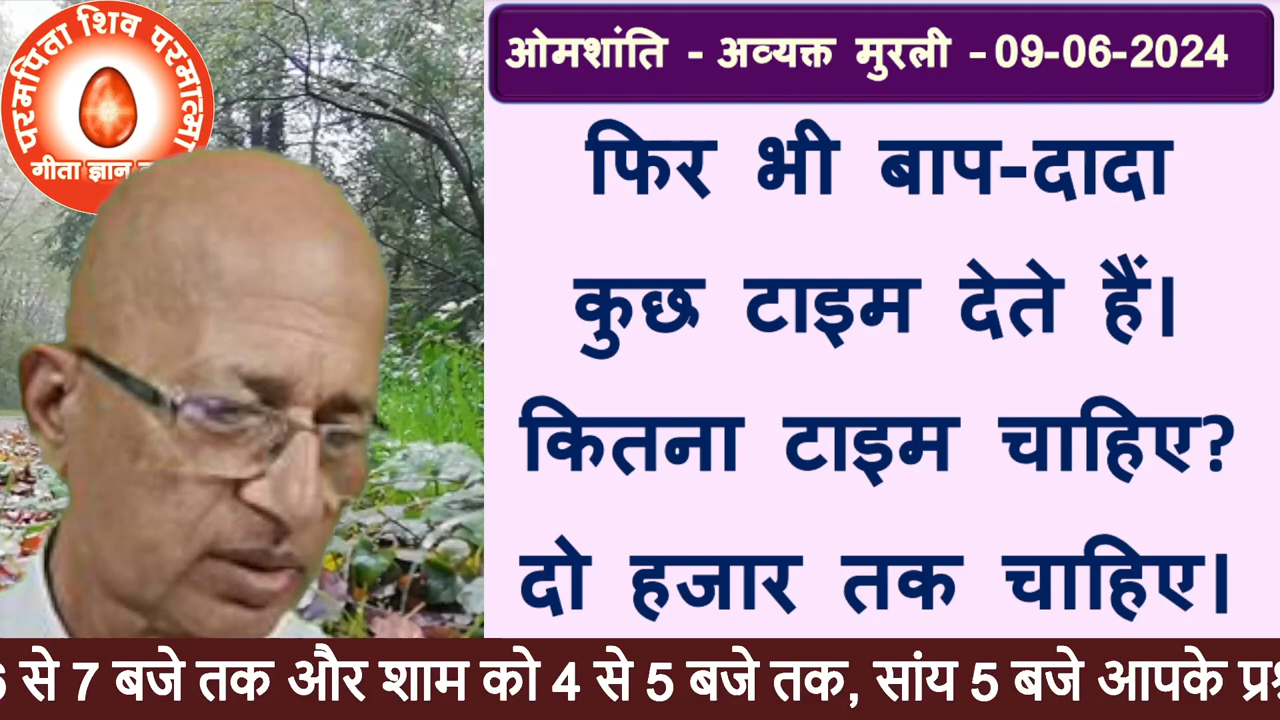 परमपिता शिव परमात्मा
गीता ज्ञान
ओमशांति - अव्यक्त मुरली - 09-06-2024
फिर भी बाप-दादा
कुछ टाइम देते हैं।
कितना टाइम चाहिए?
दो हजार तक चाहिए।
से 7 बजे तक और शाम को 4 से 5 बजे तक, सांय 5 बजे आपके